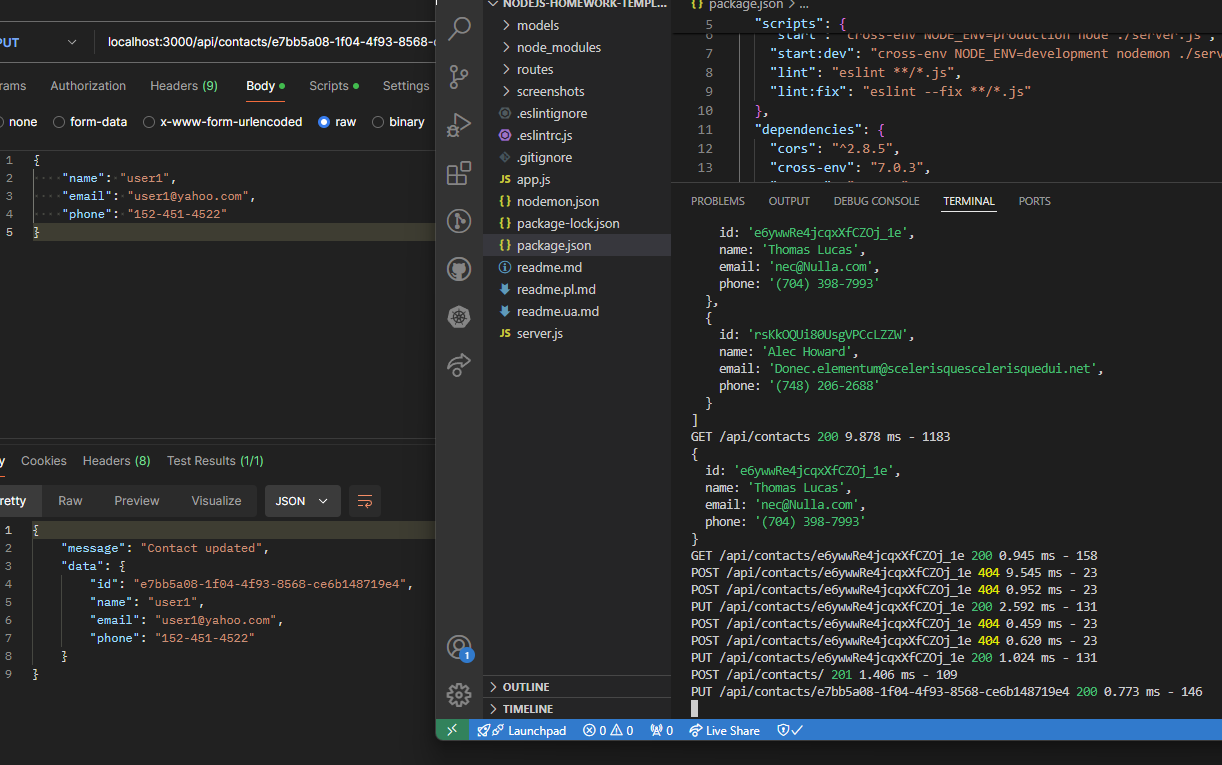 PUT
localhost:3000/api/contacts/e7bb5a08-1f04-4f93-8568-
rams Authorization Headers (9) Body Scripts Settings
none form-data x-www-form-urlencoded raw binary
1 {
2 ····"name": "user1",
3 ····"email": "user1@yahoo.com",
4 ····"phone": "152-451-4522"
5 }
y Cookies Headers (8) Test Results (1/1)
retty Raw Preview Visualize JSON
1 {
2 "message": "Contact updated",
3 "data": {
4 "id": "e7bb5a08-1f04-4f93-8568-ce6b148719e4",
5 "name": "user1",
6 "email": "user1@yahoo.com",
7 "phone": "152-451-4522"
8 }
9 }
NODEJS-HOMEWORK-TEMPL...
models
node_modules
routes
screenshots
.eslintignore
.eslintrc.js
.gitignore
JS app.js
{} nodemon.json
{} package-lock.json
{} package.json
readme.md
readme.pl.md
readme.ua.md
JS server.js
OUTLINE
TIMELINE
1
{} package.json > ...
5 "scripts": {
6 "start": "cross-env NODE_ENV=production node ./server.js",
7 "start:dev": "cross-env NODE_ENV=development nodemon ./serv
8 "lint": "eslint **/*.js",
9 "lint:fix": "eslint --fix **/*.js"
10 },
11 "dependencies": {
12 "cors": "^2.8.5",
13 "cross-env": "7.0.3",
PROBLEMS OUTPUT DEBUG CONSOLE TERMINAL PORTS
id: 'e6ywwRe4jcqxXfCZOj_1e',
name: 'Thomas Lucas',
email: 'nec@Nulla.com',
phone: '(704) 398-7993'
},
{
id: 'rsKkOQUi80UsgVPCcLZZW',
name: 'Alec Howard',
email: 'Donec.elementum@scelerisquescelerisquedui.net',
phone: '(748) 206-2688'
}
]
GET /api/contacts 200 9.878 ms - 1183
{
id: 'e6ywwRe4jcqxXfCZOj_1e',
name: 'Thomas Lucas',
email: 'nec@Nulla.com',
phone: '(704) 398-7993'
}
GET /api/contacts/e6ywwRe4jcqxXfCZOj_1e 200 0.945 ms - 158
POST /api/contacts/e6ywwRe4jcqxXfCZOj_1e 404 9.545 ms - 23
POST /api/contacts/e6ywwRe4jcqxXfCZOj_1e 404 0.952 ms - 23
PUT /api/contacts/e6ywwRe4jcqxXfCZOj_1e 200 2.592 ms - 131
POST /api/contacts/e6ywwRe4jcqxXfCZOj_1e 404 0.459 ms - 23
POST /api/contacts/e6ywwRe4jcqxXfCZOj_1e 404 0.620 ms - 23
PUT /api/contacts/e6ywwRe4jcqxXfCZOj_1e 200 1.024 ms - 131
POST /api/contacts/ 201 1.406 ms - 109
PUT /api/contacts/e7bb5a08-1f04-4f93-8568-ce6b148719e4 200 0.773 ms - 146
Launchpad 0 0 0 Live Share